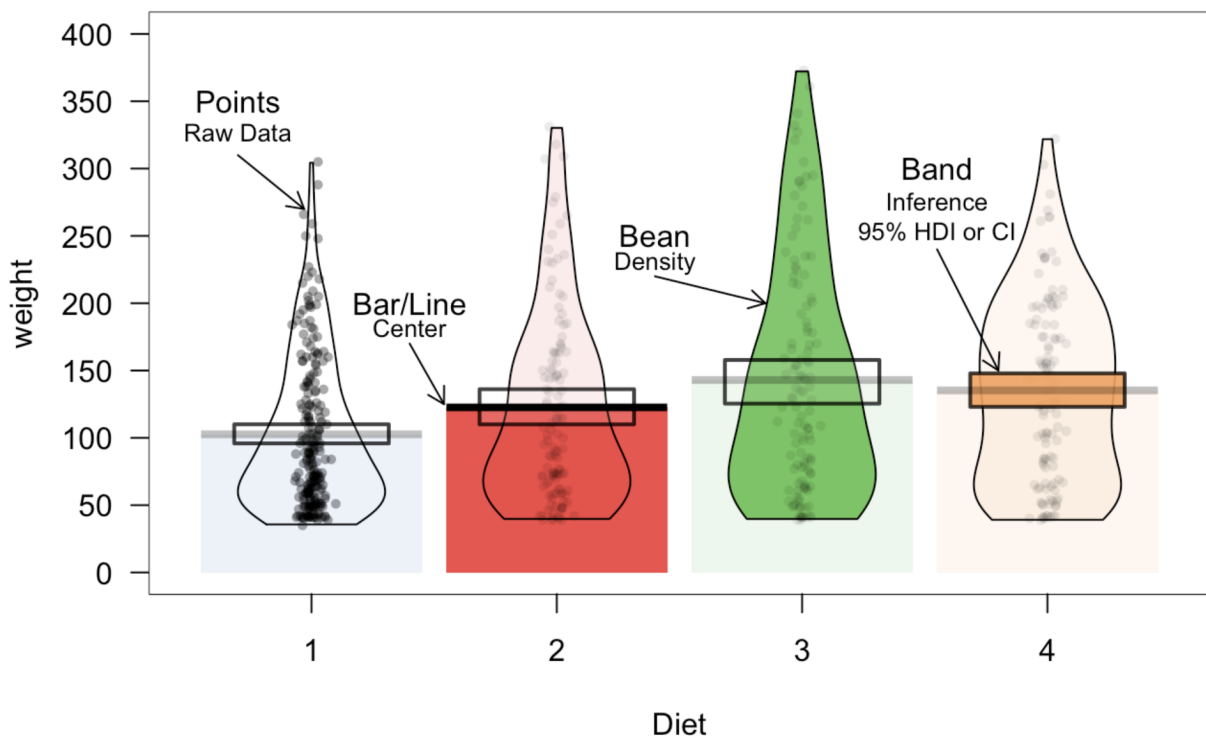 400
350
300
250
200
150
100
50
0
weight
Points
Raw Data
Bar/Line
Center
Bean
Density
Band
Inference
95% HDI or CI
1
2
3
4
Diet